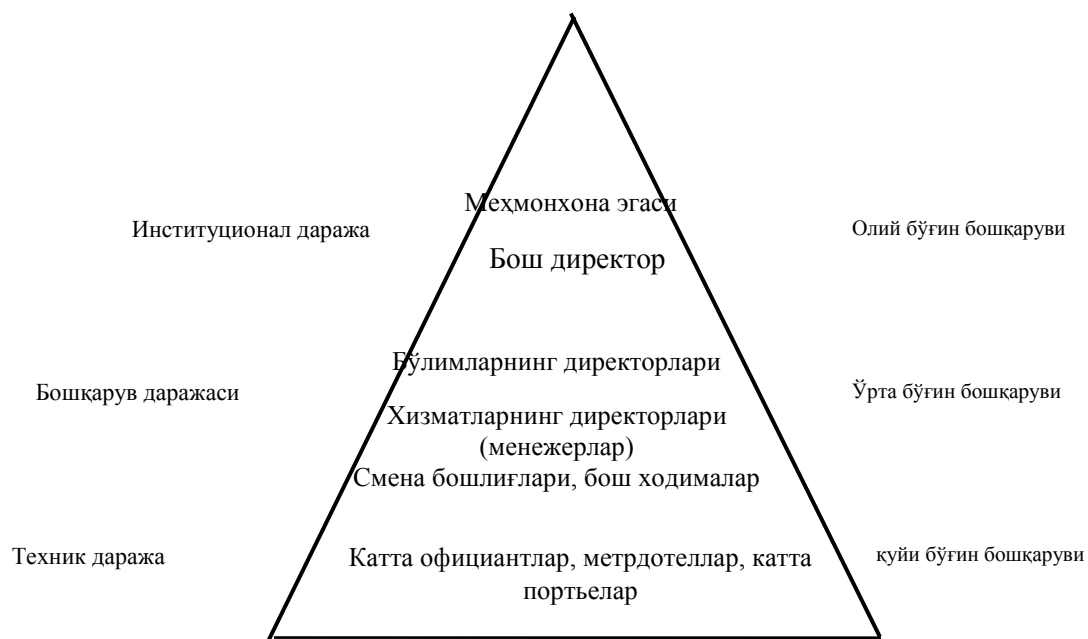 Меҳмонхона эгаси
Институционал даража
Олий бўғин бошқаруви
Бош директор
Бўлимларнинг директорлари
Бошқарув даражаси
Ўрта бўғин бошқаруви
Хизматларнинг директорлари
(менежерлар)
Смена бошлиғлари, бош ходималар
Техник даража
Катта официантлар, метрдотеллар, катта
портьелар
қуйи бўғин бошқаруви